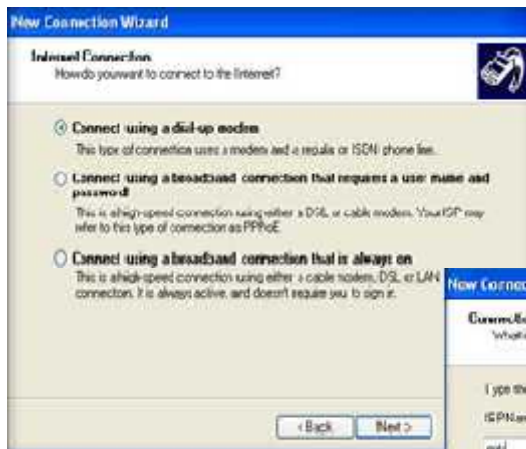 New Connection Wizard
Internet Connection
How do you want to connect to the Internet?
Connect using a dial-up modem
This type of connection uses a modem and a regular or ISDN phone line.
Connect using a broadband connection that requires a user name and
password
This is a high-speed connection using either a DSL or cable modem. Your ISP may
refer to this type of connection as PPPoE.
Connect using a broadband connection that is always on
This is a high-speed connection using either a cable modem, DSL or LAN
connection. It is always active, and doesn't require you to sign in.
< Back
Next >
New Connec
Connectio
What i
Type the
ISP Nam